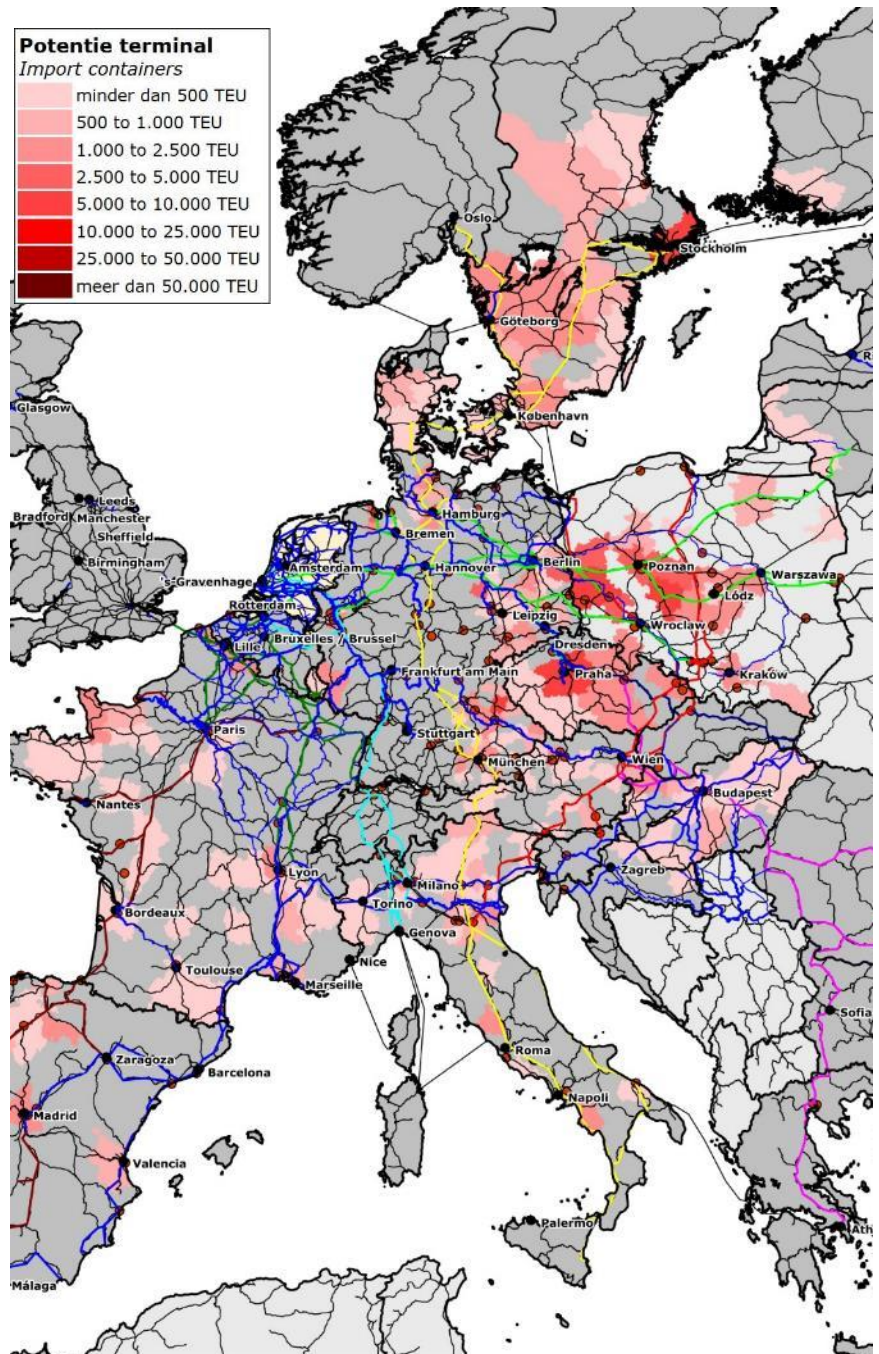 Potentie terminal
Import containers
minder dan 500 TEU
500 to 1.000 TEU
1.000 to 2.500 TEU
2.500 to 5.000 TEU
5.000 to 10.000 TEU
10.000 to 25.000 TEU
25.000 to 50.000 TEU
meer dan 50.000 TEU
Oslo
Stockholm
Göteborg
København
Glasgow
Leeds
Bradford
Manchester
Sheffield
Birmingham
Hamburg
Bremen
Amsterdam
Hannover
Berlin
Poznan
Warszawa
's-Gravenhage
Rotterdam
Leipzig
Lódz
Bruxelles / Brussel
Lille
Dresden
Wroclaw
Frankfurt am Main
Praha
Kraków
Paris
Stuttgart
München
Wien
Nantes
Budapest
Lyon
Milano
Zagreb
Torino
Bordeaux
Genova
Toulouse
Nice
Marseille
Sofia
Zaragoza
Barcelona
Roma
Madrid
Napoli
Valencia
Palermo
Ath
Málaga